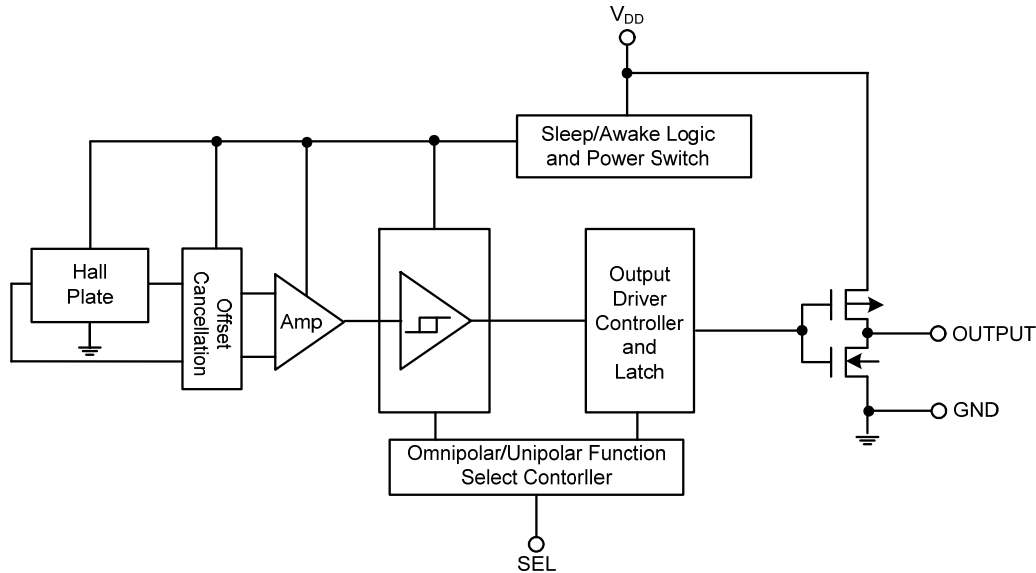 VDD
Sleep/Awake Logic
and Power Switch
Hall
Plate
Offset
Cancellation
Amp
Output
Driver
Controller
and
Latch
OUTPUT
GND
Omnipolar/Unipolar Function
Select Contorller
SEL